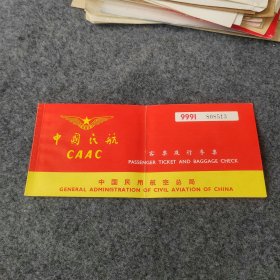 中国民航
CAAC
9991 808513
客票及行李票
PASSENGER TICKET AND BAGGAGE CHECK
中国民用航空总局
GENERAL ADMINISTRATION OF CIVIL AVIATION OF CHINA